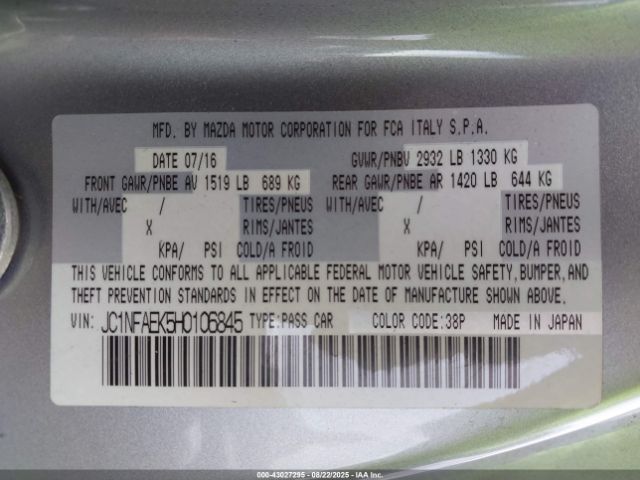 MFD. BY MAZDA MOTOR CORPORATION FOR FCA ITALY S.P.A.
DATE 07/16 GVWR/PNBV 2932 LB 1330 KG
FRONT GAWR/PNBE AV 1519 LB 689 KG REAR GAWR/PNBE AR 1420 LB 644 KG
WITH/AVEC / TIRES/PNEUS WITH/AVEC / TIRES/PNEUS
X RIMS/JANTES X RIMS/JANTES
KPA/ PSI COLD/A FROID KPA/ PSI COLD/A FROID
THIS VEHICLE CONFORMS TO ALL APPLICABLE FEDERAL MOTOR VEHICLE SAFETY, BUMPER, AND
THEFT PREVENTION STANDARDS IN EFFECT ON THE DATE OF MANUFACTURE SHOWN ABOVE.
VIN: JC1NFAEK5H0106845 TYPE:PASS CAR COLOR CODE:38P MADE IN JAPAN
000-43027295 - 08/22/2025 - IAAI.COM